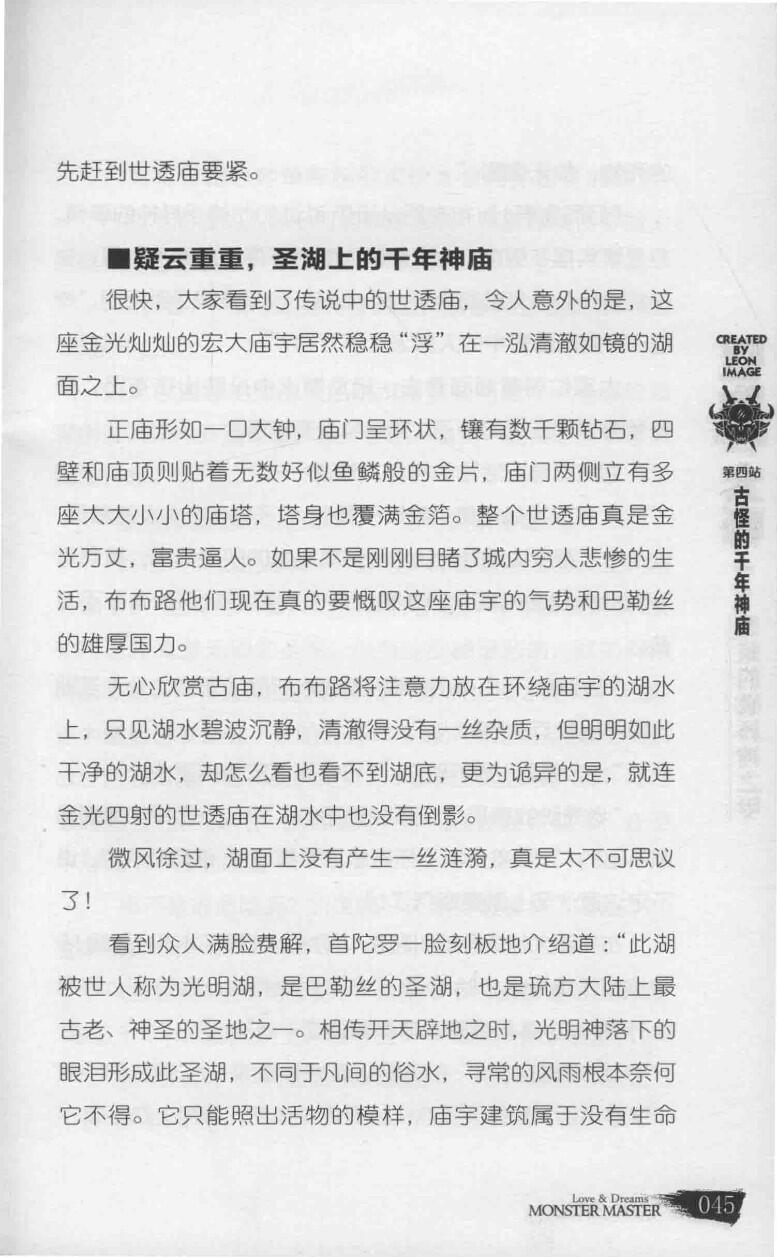 先赶到世透庙要紧。
■疑云重重，圣湖上的千年神庙
很快，大家看到了传说中的世透庙，令人意外的是，这
座金光灿灿的宏大庙宇居然稳稳“浮”在一泓清澈如镜的湖
面之上。
正庙形如一口大钟，庙门呈环状，镶有数千颗钻石，四
壁和庙顶则贴着无数好似鱼鳞般的金片，庙门两侧立有多
座大大小小的庙塔，塔身也覆满金箔。整个世透庙真是金
光万丈，富贵逼人。如果不是刚刚目睹了城内穷人悲惨的生
活，布布路他们现在真的要慨叹这座庙宇的气势和巴勒丝
的雄厚国力。
无心欣赏古庙，布布路将注意力放在环绕庙宇的湖水
上，只见湖水碧波沉静，清澈得没有一丝杂质，但明明如此
干净的湖水，却怎么看也看不到湖底，更为诡异的是，就连
金光四射的世透庙在湖水中也没有倒影。
微风徐过，湖面上没有产生一丝涟漪，真是太不可思议
了！
看到众人满脸费解，首陀罗一脸刻板地介绍道：“此湖
被世人称为光明湖，是巴勒丝的圣湖，也是琉方大陆上最
古老、神圣的圣地之一。相传开天辟地之时，光明神落下的
眼泪形成此圣湖，不同于凡间的俗水，寻常的风雨根本奈何
它不得。它只能照出活物的模样，庙宇建筑属于没有生命
CREATED
BY
LEON
IMAGE
第四站
古怪的千年神庙
Love & Dreams
MONSTER MASTER
045